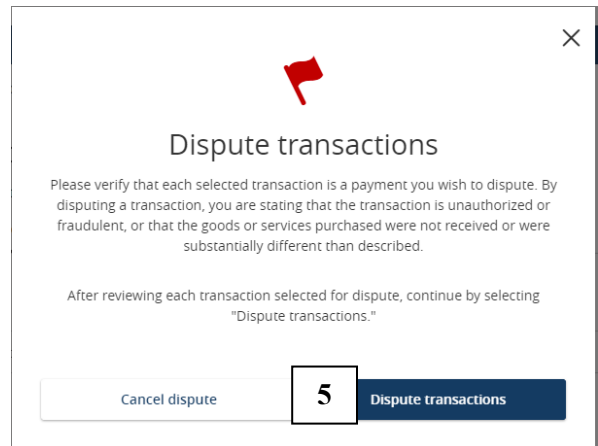 Dispute transactions
Please verify that each selected transaction is a payment you wish to dispute. By
disputing a transaction, you are stating that the transaction is unauthorized or
fraudulent, or that the goods or services purchased were not received or were
substantially different than described.
After reviewing each transaction selected for dispute, continue by selecting
"Dispute transactions."
Cancel dispute 5 Dispute transactions